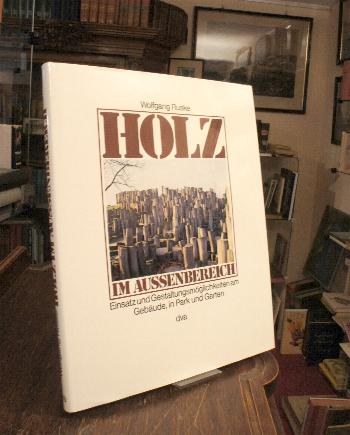 Wolfgang Ruske
HOLZ
IM AUSSENBEREICH
Einsatz und Gestaltungsmöglichkeiten am
Gebäude, in Park und Garten
dva